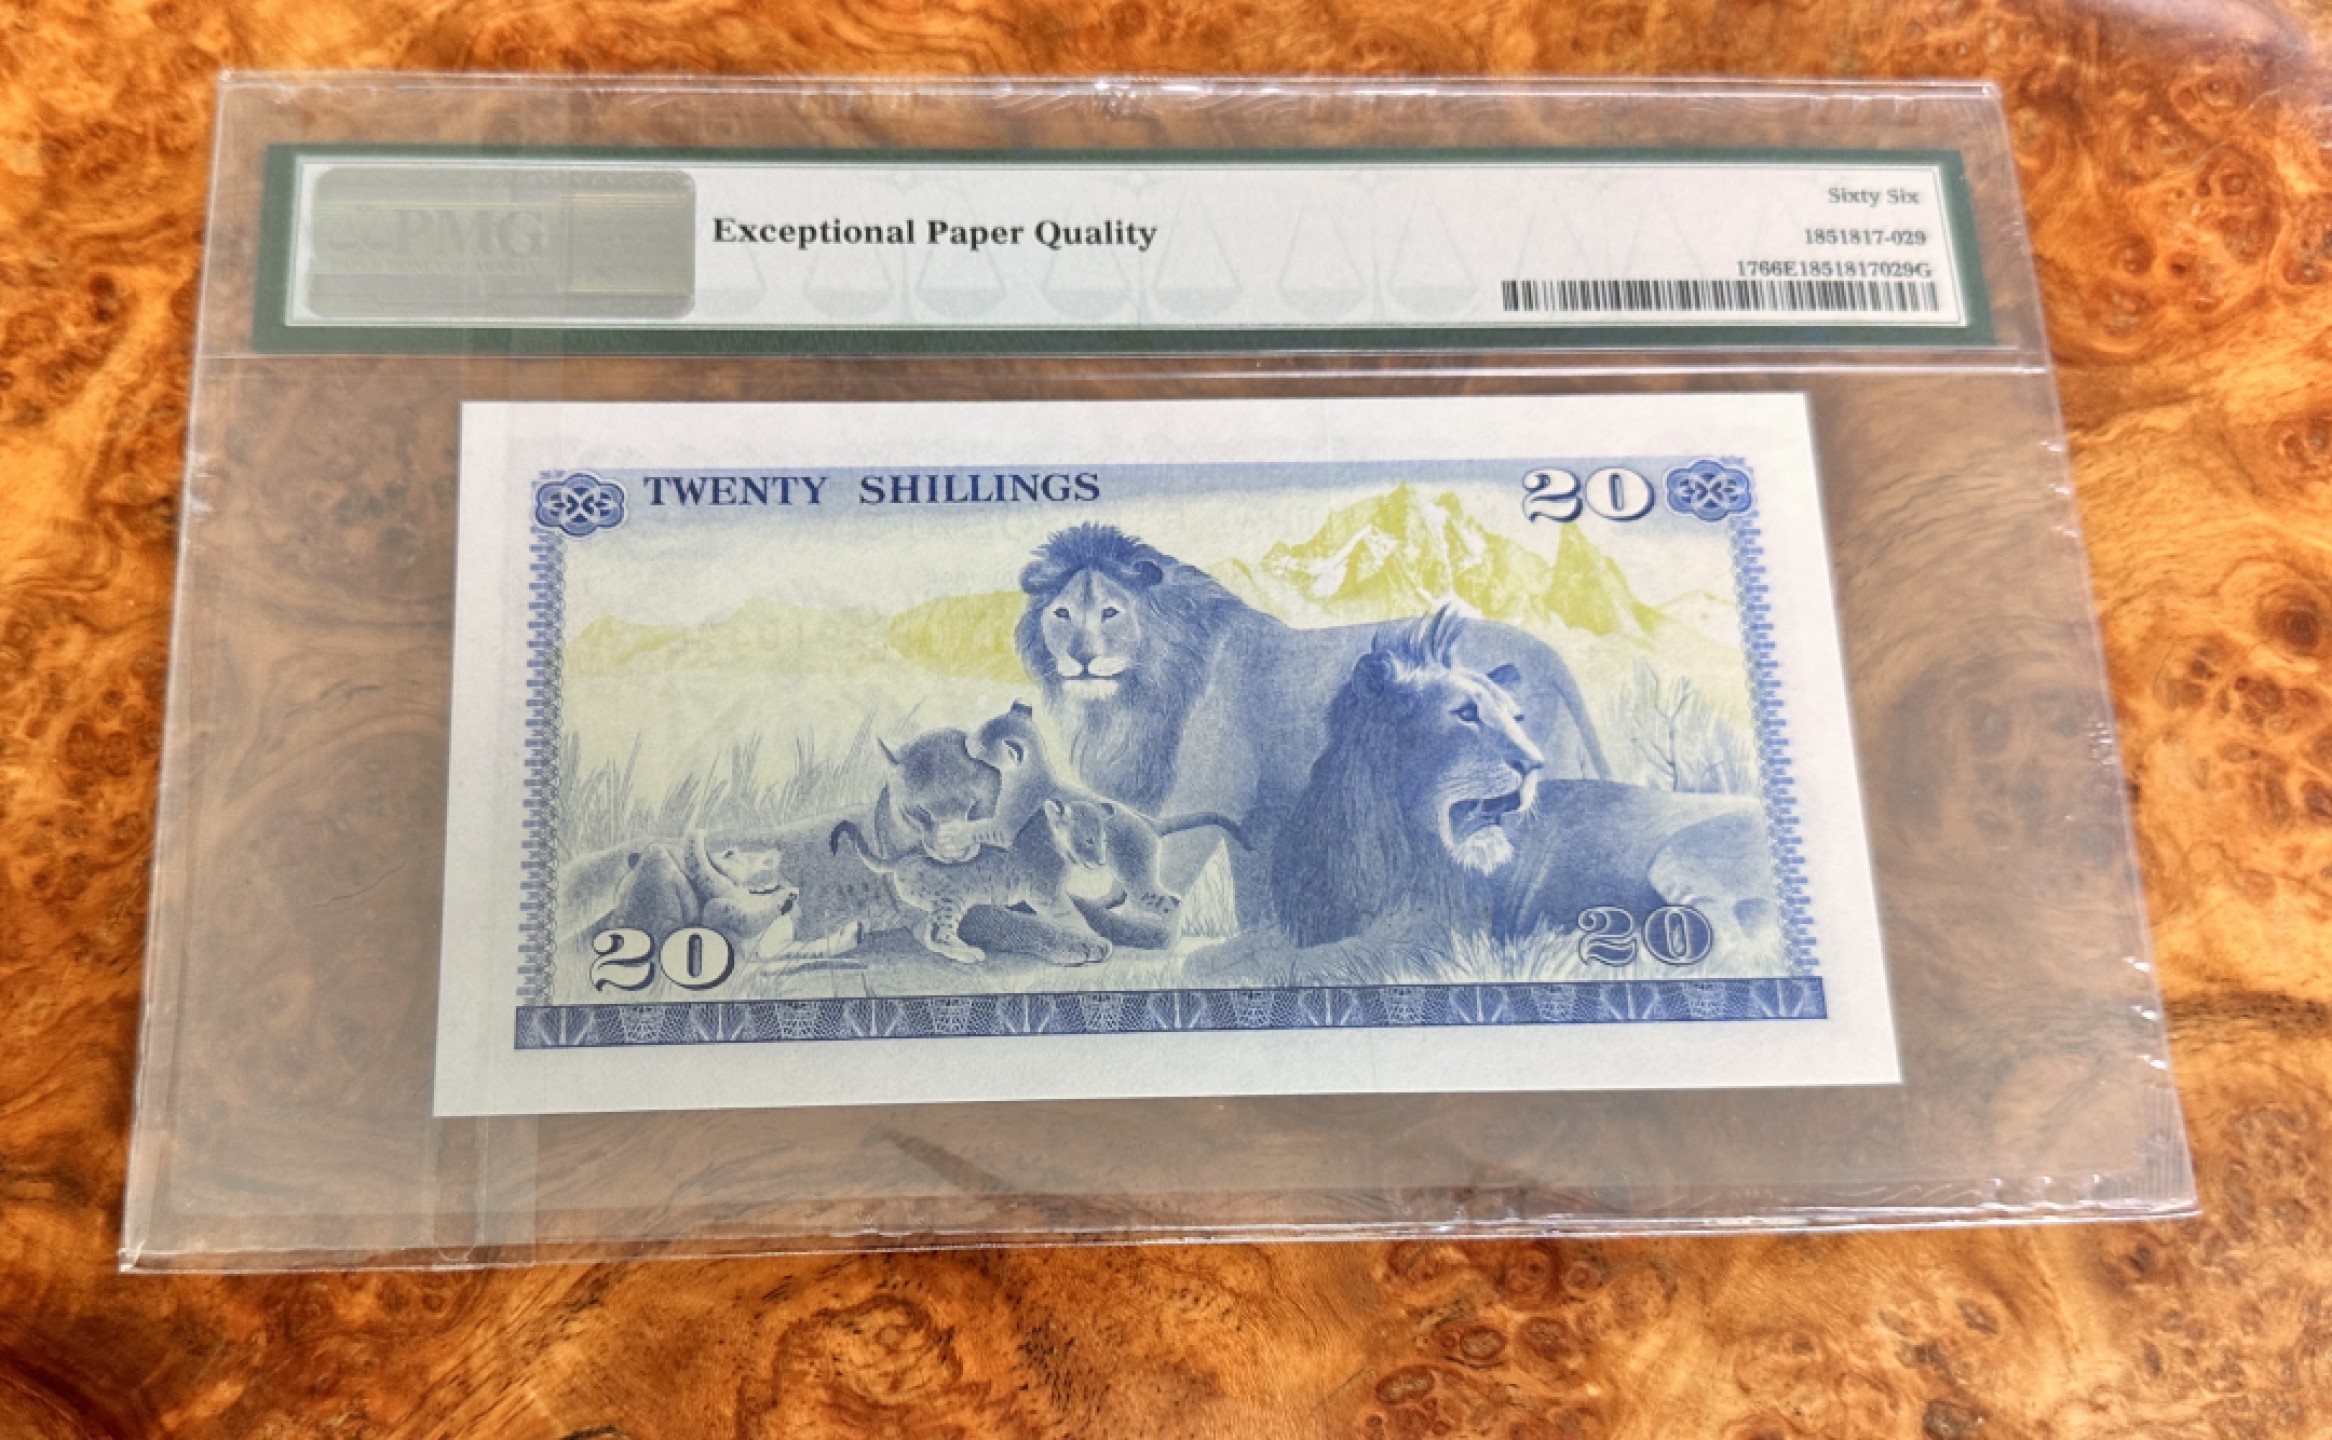 PMG
Exceptional Paper Quality
Sixty Six
1851817-029
1766E1851817029G
TWENTY SHILLINGS
20
20
20